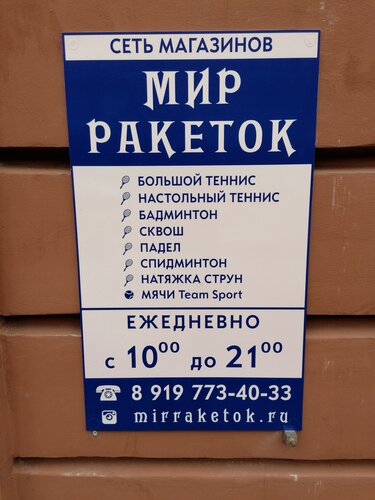 СЕТЬ МАГАЗИНОВ
МИР
РАКЕТОК
БОЛЬШОЙ ТЕННИС
НАСТОЛЬНЫЙ ТЕННИС
БАДМИНТОН
СКВОШ
ПАДЕЛ
СПИДМИНТОН
НАТЯЖКА СТРУН
МЯЧИ Team Sport
ЕЖЕДНЕВНО
с 10⁰⁰ до 21⁰⁰
8 919 773-40-33
mirraketok.ru